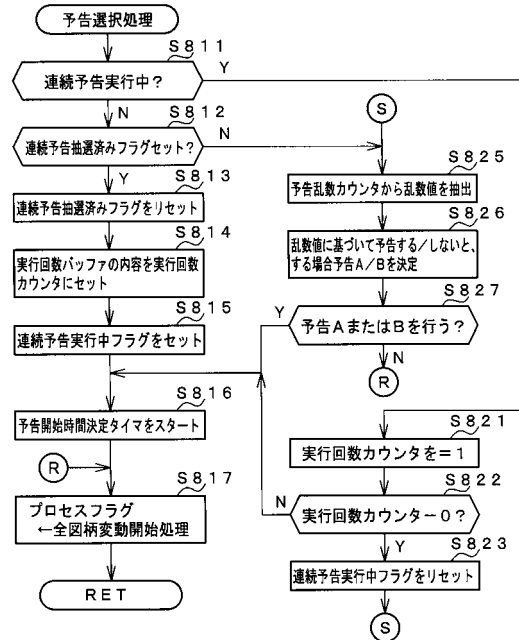 予告選択処理
S811
連続予告実行中?
Y
N
S812
連続予告抽選済みフラグセット?
N
Y
S813
連続予告抽選済みフラグをリセット
S814
実行回数バッファの内容を実行回数
カウンタにセット
S815
連続予告実行中フラグをセット
S816
予告開始時間決定タイマをスタート
R
S817
プロセスフラグ
←全図柄変動開始処理
RET
S
S825
予告乱数カウンタから乱数値を抽出
S826
乱数値に基づいて予告する/しないと、
する場合予告A/Bを決定
S827
予告AまたはBを行う?
Y
N
R
S821
実行回数カウンタを=1
S822
実行回数カウンター0?
N
Y
S823
連続予告実行中フラグをリセット
S